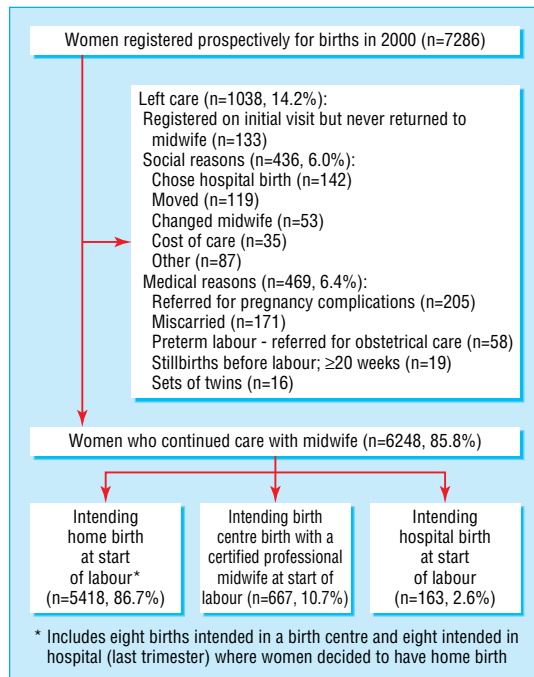 Women registered prospectively for births in 2000 (n=7286)
Left care (n=1038, 14.2%):
Registered on initial visit but never returned to
midwife (n=133)
Social reasons (n=436, 6.0%):
Chose hospital birth (n=142)
Moved (n=119)
Changed midwife (n=53)
Cost of care (n=35)
Other (n=87)
Medical reasons (n=469, 6.4%):
Referred for pregnancy complications (n=205)
Miscarried (n=171)
Preterm labour - referred for obstetrical care (n=58)
Stillbirths before labour; ≥20 weeks (n=19)
Sets of twins (n=16)
Women who continued care with midwife (n=6248, 85.8%)
Intending
home birth
at start
of labour*
(n=5418, 86.7%)
Intending birth
centre birth with a
certified professional
midwife at start of
labour (n=667, 10.7%)
Intending
hospital birth
at start
of labour
(n=163, 2.6%)
* Includes eight births intended in a birth centre and eight intended in
hospital (last trimester) where women decided to have home birth